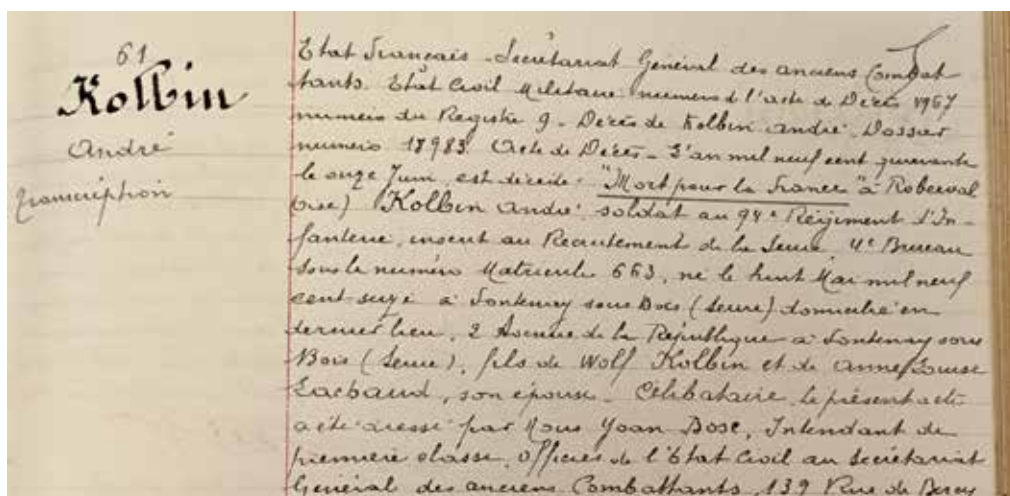 61
Kolbin
André
transcription
Etat Français - Secrétariat Général des anciens Combat
tants. Etat Civil Militaire numéro d l'acte de Décès 1967
numéro du Registre 9 - Décès de Kolbin André. Dossier
numéro 18983. Acte de Décès - L'an mil neuf cent quarante
le onze Juin, est décédé "Mort pour la France" à Roberval
Oise) Kolbin André soldat au 98e Régiment d'In-
fanterie, inscrit au Recrutement de la Seine, 4e Bureau
sous le numéro Matricule 663, né le huit Mai mil neuf
cent seize à Fontenay sous Bois (Seine) domicilié en
dernier lieu, 2 Avenue de la République à Fontenay sous
Bois (Seine), fils de Wolf Kolbin et de Anne Louise
Lachaud, son épouse - Célibataire, le présent acte
a été dressé par Nous Yoan Bosc, Intendant de
première classe, Officier de l'Etat Civil au Secrétariat
Général des anciens Combattants, 139 Rue de Bercy